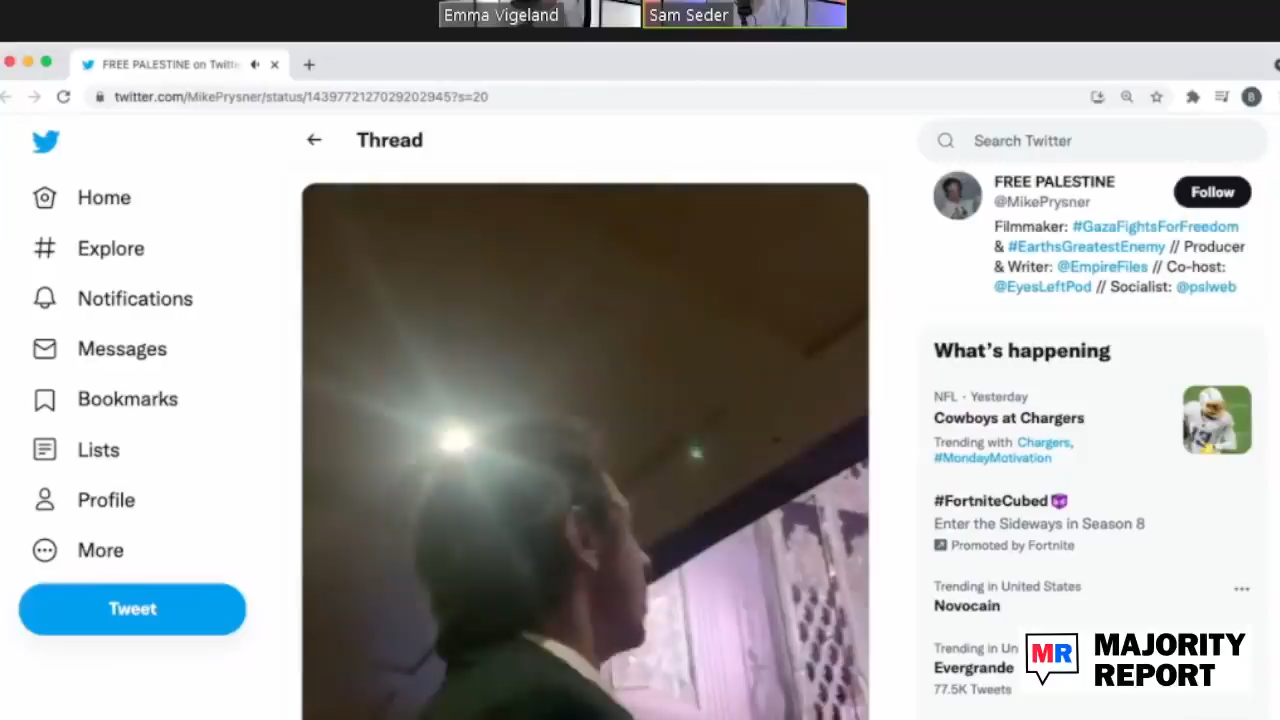 Emma Vigeland
Sam Seder
FREE PALESTINE on Twitte
twitter.com/MikePrysner/status/1439772127029202945?s=20
B
Thread
Search Twitter
Home
Explore
Notifications
Messages
Bookmarks
Lists
Profile
More
Tweet
FREE PALESTINE
@MikePrysner
Follow
Filmmaker: #GazaFightsForFreedom
& #EarthsGreatestEnemy // Producer
& Writer: @EmpireFiles // Co-host:
@EyesLeftPod // Socialist: @pslweb
What's happening
NFL · Yesterday
Cowboys at Chargers
Trending with Chargers,
#MondayMotivation
#FortniteCubed
Enter the Sideways in Season 8
Promoted by Fortnite
Trending in United States
Novocain
Trending in Un
Evergrande
77.5K Tweets
MR
MAJORITY
REPORT